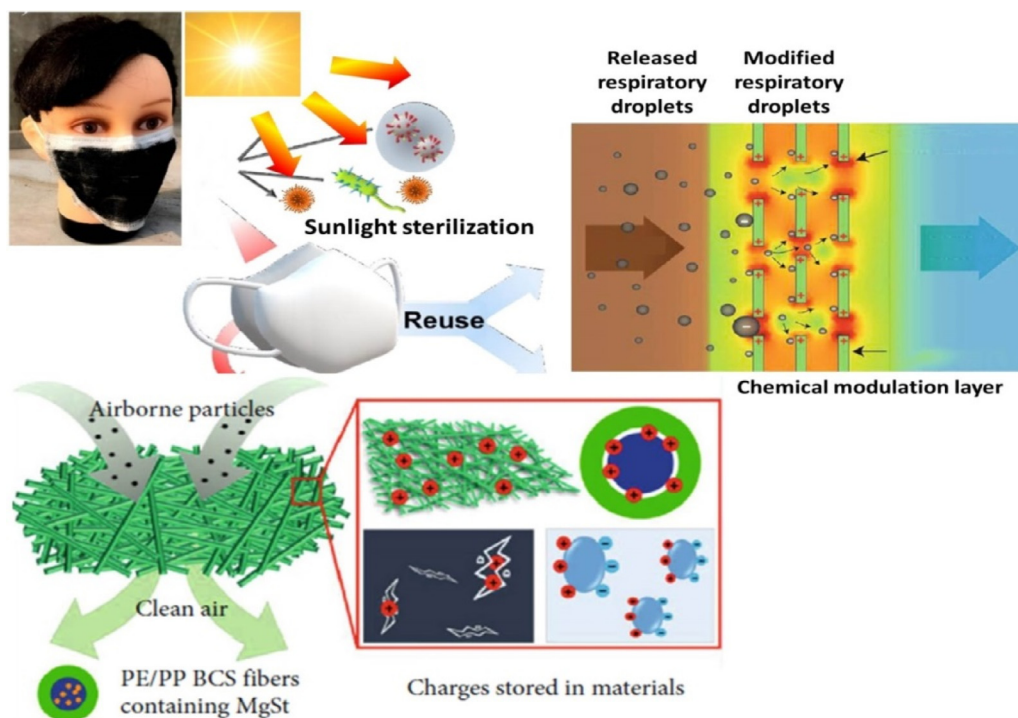 Released
respiratory
droplets
Modified
respiratory
droplets
Sunlight sterilization
Reuse
Chemical modulation layer
Airborne particles
Clean air
PE/PP BCS fibers
containing MgSt
Charges stored in materials